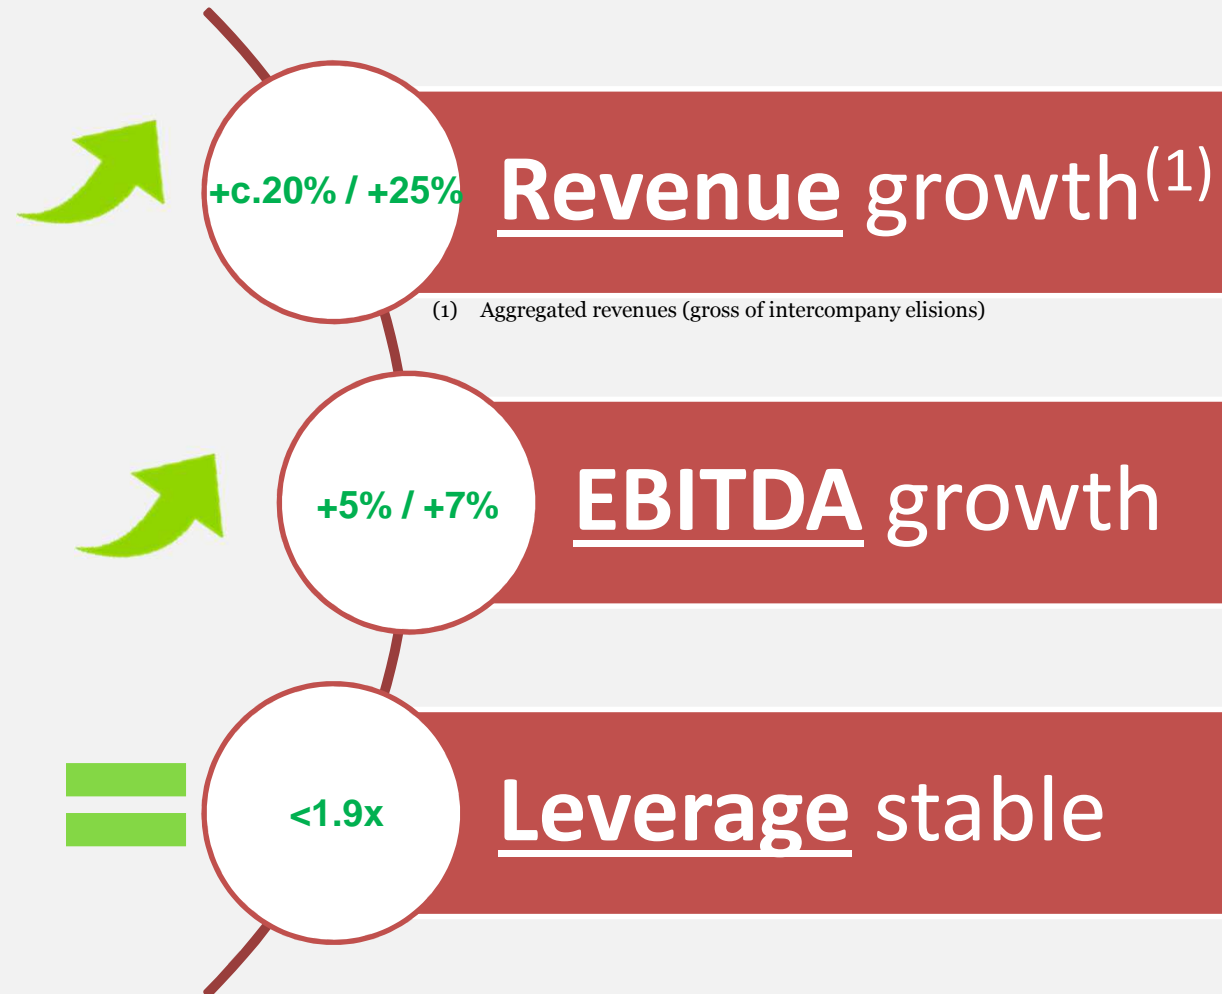 +c.20% / +25%
Revenue growth(1)
(1) Aggregated revenues (gross of intercompany elisions)
+5% / +7%
EBITDA growth
<1.9x
Leverage stable